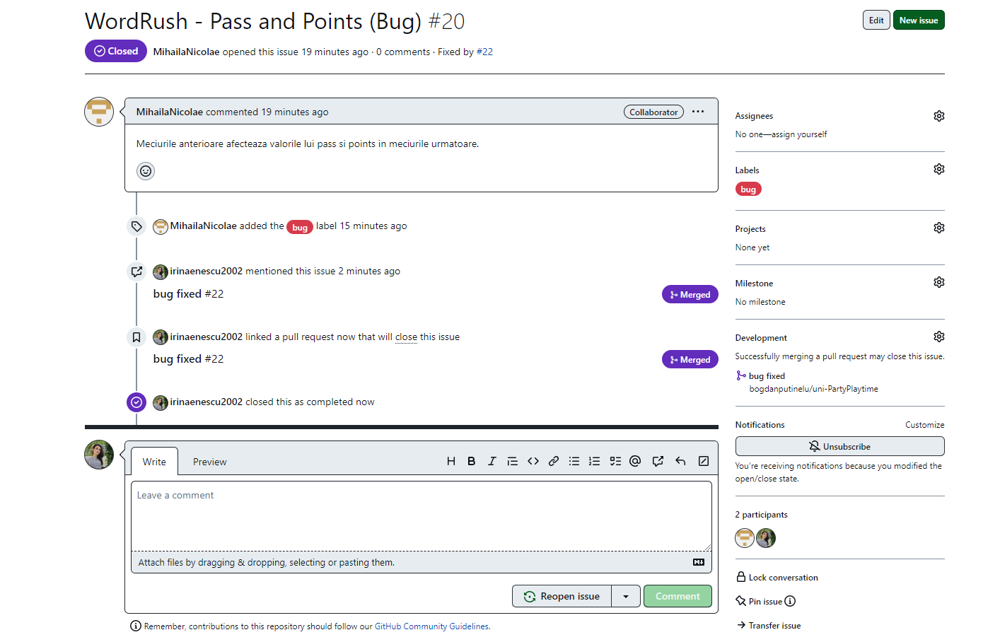 WordRush - Pass and Points (Bug) #20
Edit
New issue
Closed
MihailaNicolae opened this issue 19 minutes ago · 0 comments · Fixed by #22
MihailaNicolae commented 19 minutes ago
Collaborator
Meciurile anterioare afecteaza valorile lui pass si points in meciurile urmatoare.
MihailaNicolae added the bug label 15 minutes ago
irinaenescu2002 mentioned this issue 2 minutes ago
bug fixed #22
Merged
irinaenescu2002 linked a pull request now that will close this issue
bug fixed #22
Merged
irinaenescu2002 closed this as completed now
Write
Preview
Leave a comment
Attach files by dragging & dropping, selecting or pasting them.
Reopen issue
Comment
Remember, contributions to this repository should follow our GitHub Community Guidelines.
Assignees
No one—assign yourself
Labels
bug
Projects
None yet
Milestone
No milestone
Development
Successfully merging a pull request may close this issue.
bug fixed
bogdanputinelu/uni-PartyPlaytime
Notifications
Customize
Unsubscribe
You're receiving notifications because you modified the
open/close state.
2 participants
Lock conversation
Pin issue
Transfer issue